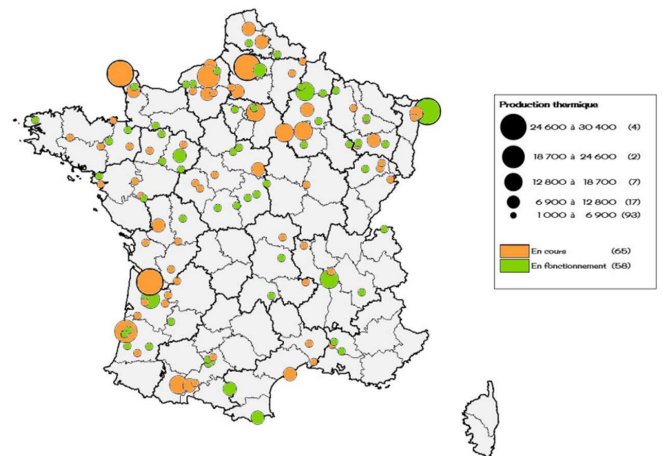 Production thermique
24 600 à 30 400 (4)
18 700 à 24 600 (2)
12 800 à 18 700 (7)
6 900 à 12 800 (17)
1 000 à 6 900 (93)
En cours (65)
En fonctionnement (58)